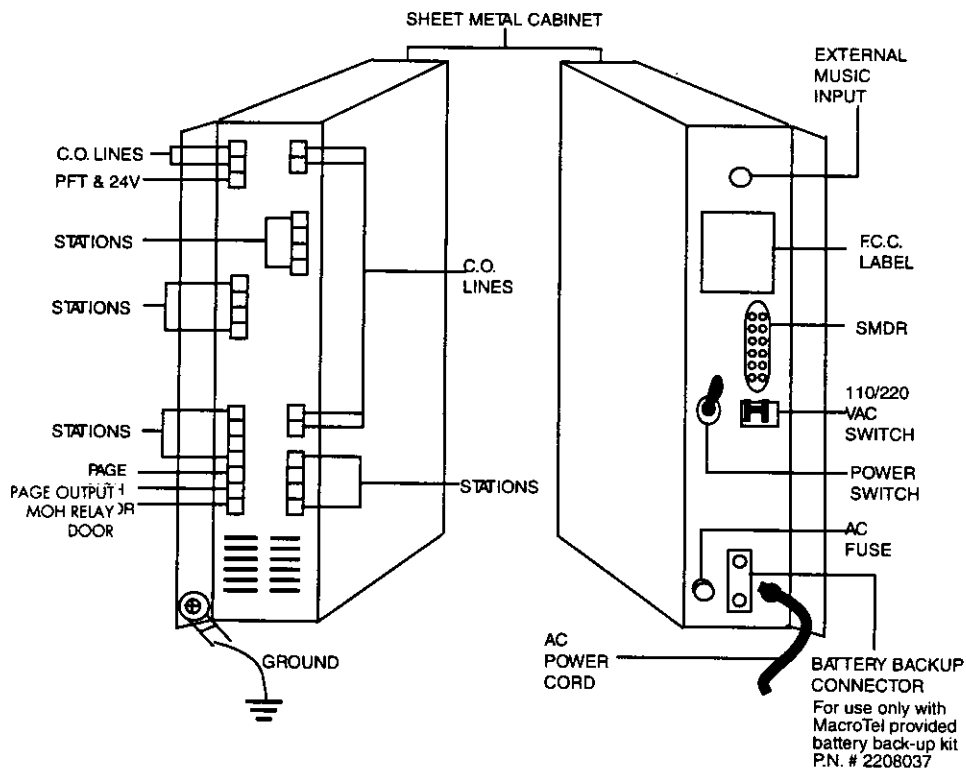 SHEET METAL CABINET
C.O. LINES
PFT & 24V
STATIONS
STATIONS
STATIONS
PAGE
PAGE OUTPUT
MOH RELAY
DOOR
GROUND
C.O.
LINES
STATIONS
EXTERNAL
MUSIC
INPUT
F.C.C.
LABEL
SMDR
110/220
VAC
SWITCH
POWER
SWITCH
AC
FUSE
AC
POWER
CORD
BATTERY BACKUP
CONNECTOR
For use only with
MacroTel provided
battery back-up kit
P.N. # 2208037